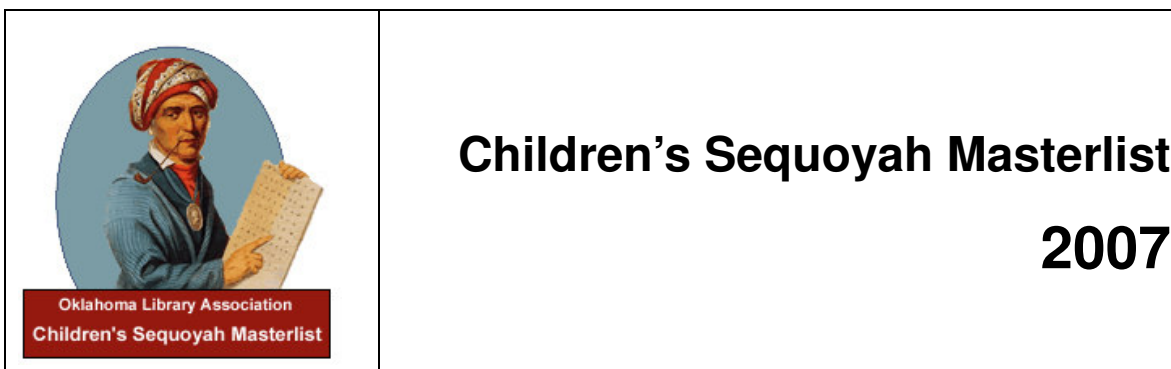 Oklahoma Library Association
Children's Sequoyah Masterlist
Children’s Sequoyah Masterlist
2007